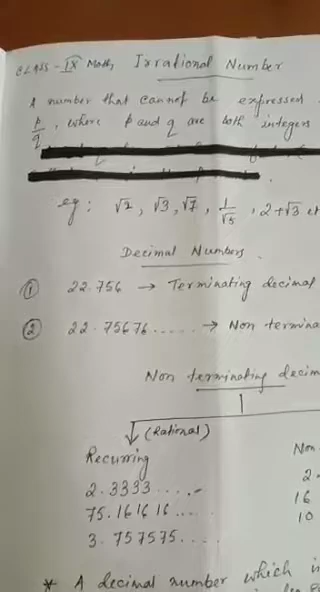 CLASS - IX Math, Irrational Number
A number that cannot be expressed
p/q, where p and q are both integers
eg: √2, √3, √7, 1/√5, 2+√3 et
Decimal Numbers.
① 22.756 → Terminating decimal
② 22.75676..... → Non termina
Non terminating decim
(Rational)
Recurring Non
2.3333.... 2.
75.161616.... 16
3.757575.... 10
* A decimal number which i